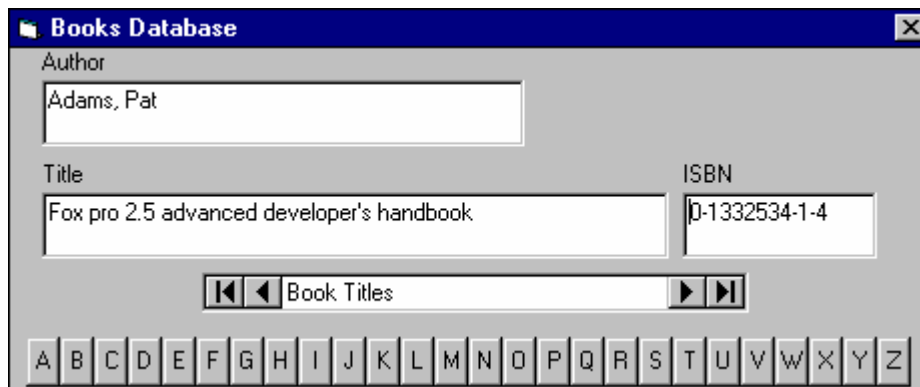 Books Database
Author
Adams, Pat
Title ISBN
Fox pro 2.5 advanced developer's handbook 0-1332534-1-4
Book Titles
A B C D E F G H I J K L M N O P Q R S T U V W X Y Z